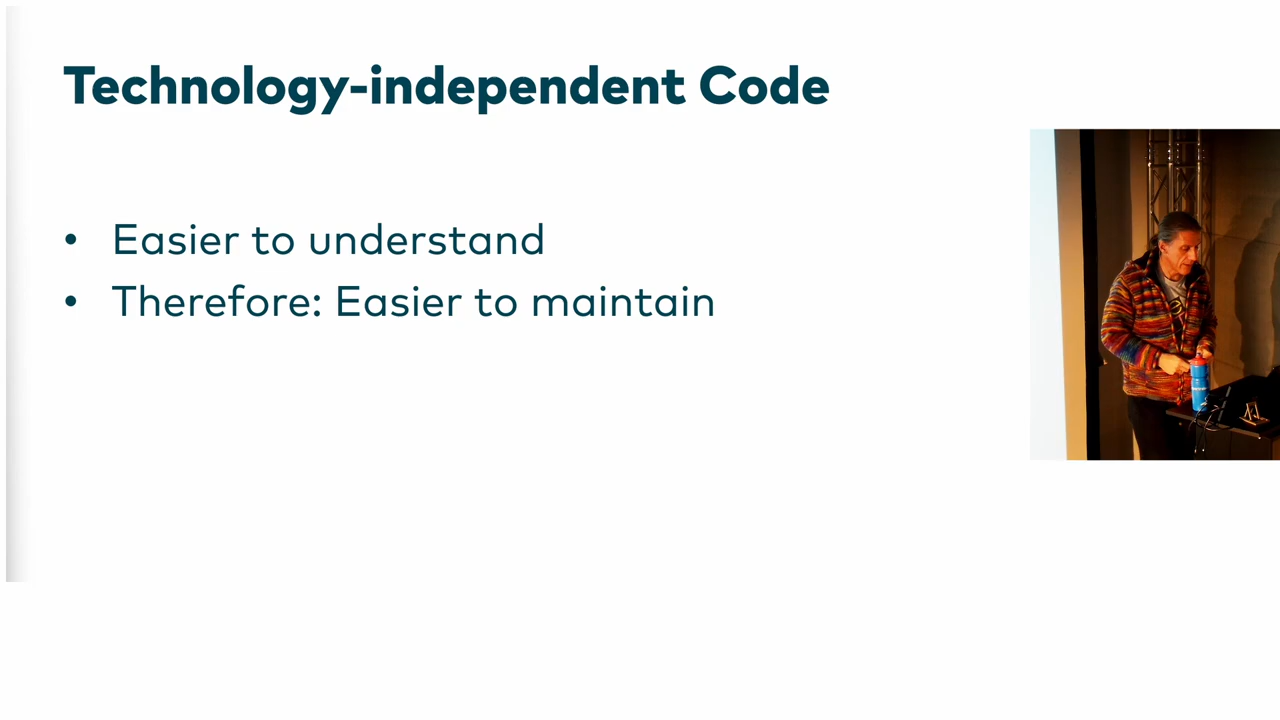 Technology-independent Code
• Easier to understand
• Therefore: Easier to maintain